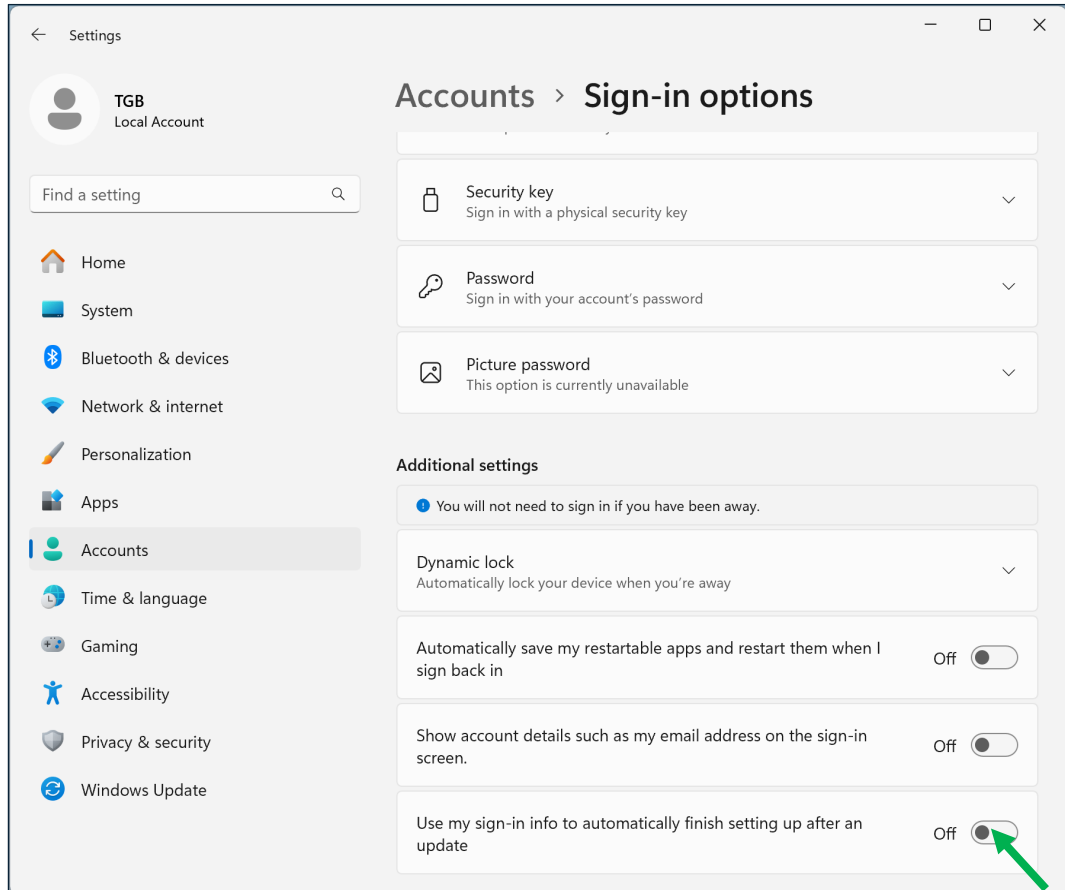 Settings
TGB
Local Account
Find a setting
Home
System
Bluetooth & devices
Network & internet
Personalization
Apps
Accounts
Time & language
Gaming
Accessibility
Privacy & security
Windows Update
Accounts › Sign-in options
Security key
Sign in with a physical security key
Password
Sign in with your account's password
Picture password
This option is currently unavailable
Additional settings
You will not need to sign in if you have been away.
Dynamic lock
Automatically lock your device when you're away
Automatically save my restartable apps and restart them when I
sign back in
Off
Show account details such as my email address on the sign-in
screen.
Off
Use my sign-in info to automatically finish setting up after an
update
Off